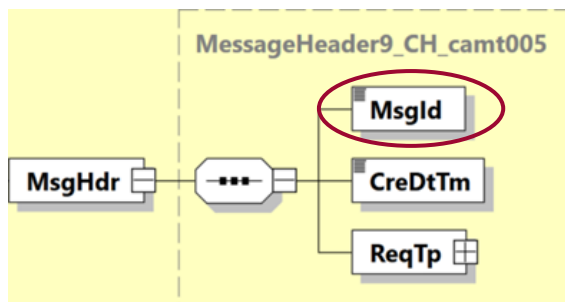 MessageHeader9_CH_camt005
MsgId
MsgHdr
CreDtTm
ReqTp